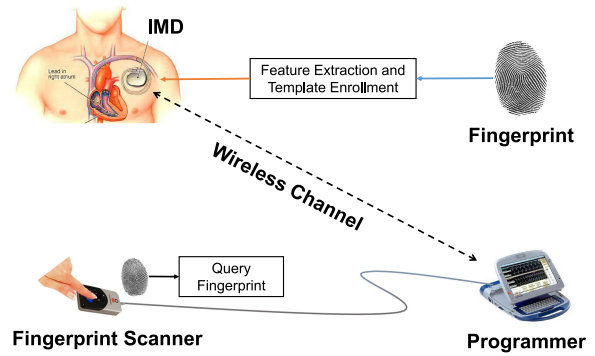 IMD
Lead in
right atrium
Feature Extraction and
Template Enrollment
Fingerprint
Wireless Channel
Query
Fingerprint
Fingerprint Scanner
Programmer